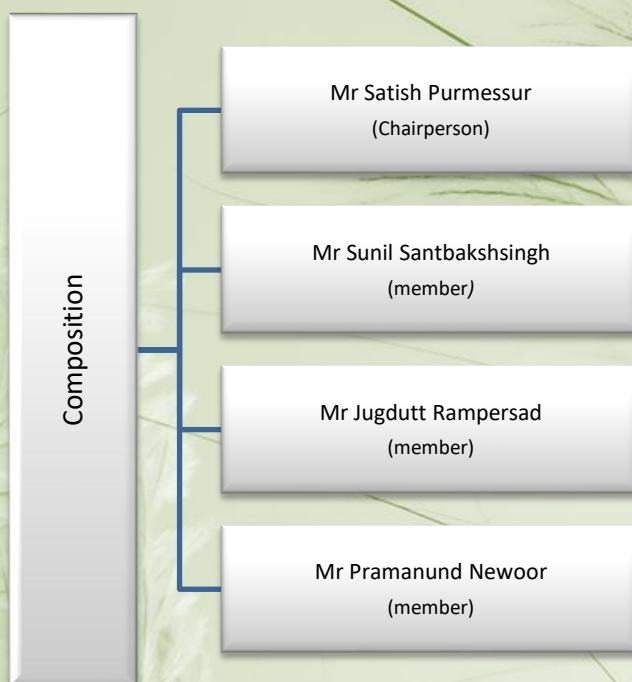 Composition
Mr Satish Purmessur
(Chairperson)
Mr Sunil Santbakshsingh
(member)
Mr Jugdutt Rampersad
(member)
Mr Pramanund Newoor
(member)